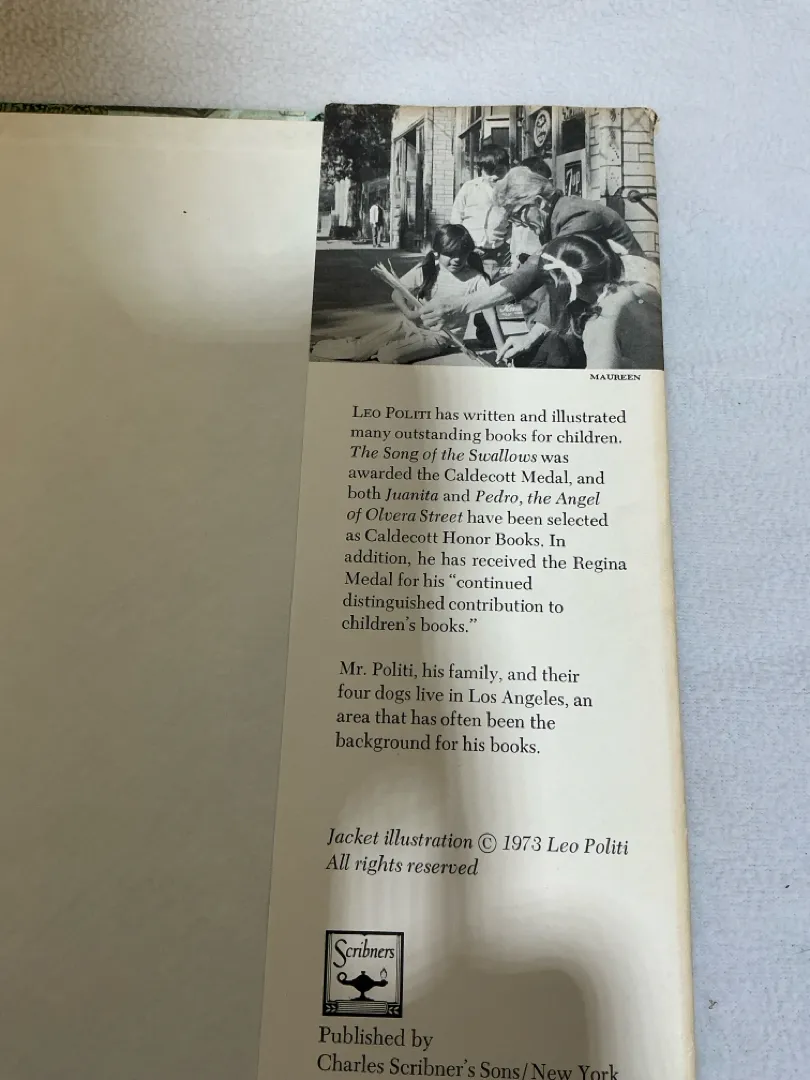 MAUREEN
LEO POLITI has written and illustrated
many outstanding books for children.
The Song of the Swallows was
awarded the Caldecott Medal, and
both Juanita and Pedro, the Angel
of Olvera Street have been selected
as Caldecott Honor Books. In
addition, he has received the Regina
Medal for his “continued
distinguished contribution to
children’s books.”
Mr. Politi, his family, and their
four dogs live in Los Angeles, an
area that has often been the
background for his books.
Jacket illustration © 1973 Leo Politi
All rights reserved
Scribners
Published by
Charles Scribner’s Sons/New York